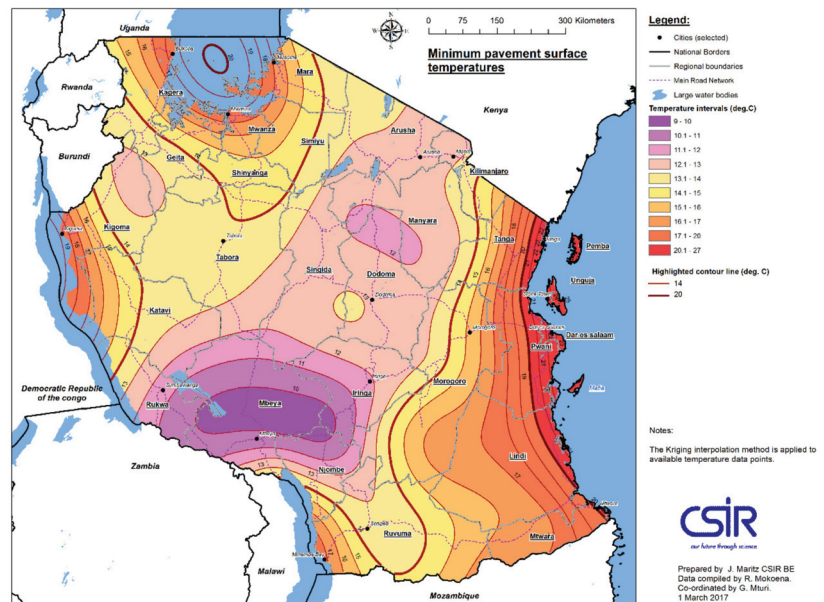 Uganda
0 75 150 300 Kilometers
Minimum pavement surface
temperatures
Rwanda
Burundi
Kenya
Kagera
Mara
Mwanza
Arusha
Simiyu
Geita
Shinyanga
Kilimanjaro
Kigoma
Manyara
Tanga
Pemba
Tabora
Singida
Dodoma
Unguja
Katavi
Dar es salaam
Pwani
Morogoro
Iringa
Rukwa
Mbeya
Democratic Republic
of the congo
Zambia
Njombe
Lindi
Ruvuma
Mtwara
Malawi
Mozambique
Legend:
Cities (selected)
National Borders
Regional boundaries
Main Road Network
Large water bodies
Temperature intervals (deg.C)
9 - 10
10.1 - 11
11.1 - 12
12.1 - 13
13.1 - 14
14.1 - 15
15.1 - 16
16.1 - 17
17.1 - 20
20.1 - 27
Highlighted contour line (deg. C)
14
20
Notes:
The Kriging interpolation method is applied to
available temperature data points.
CSIR
our future through science
Prepared by J. Maritz CSIR BE
Data compiled by R. Mokoena.
Co-ordinated by G. Mturi.
1 March 2017